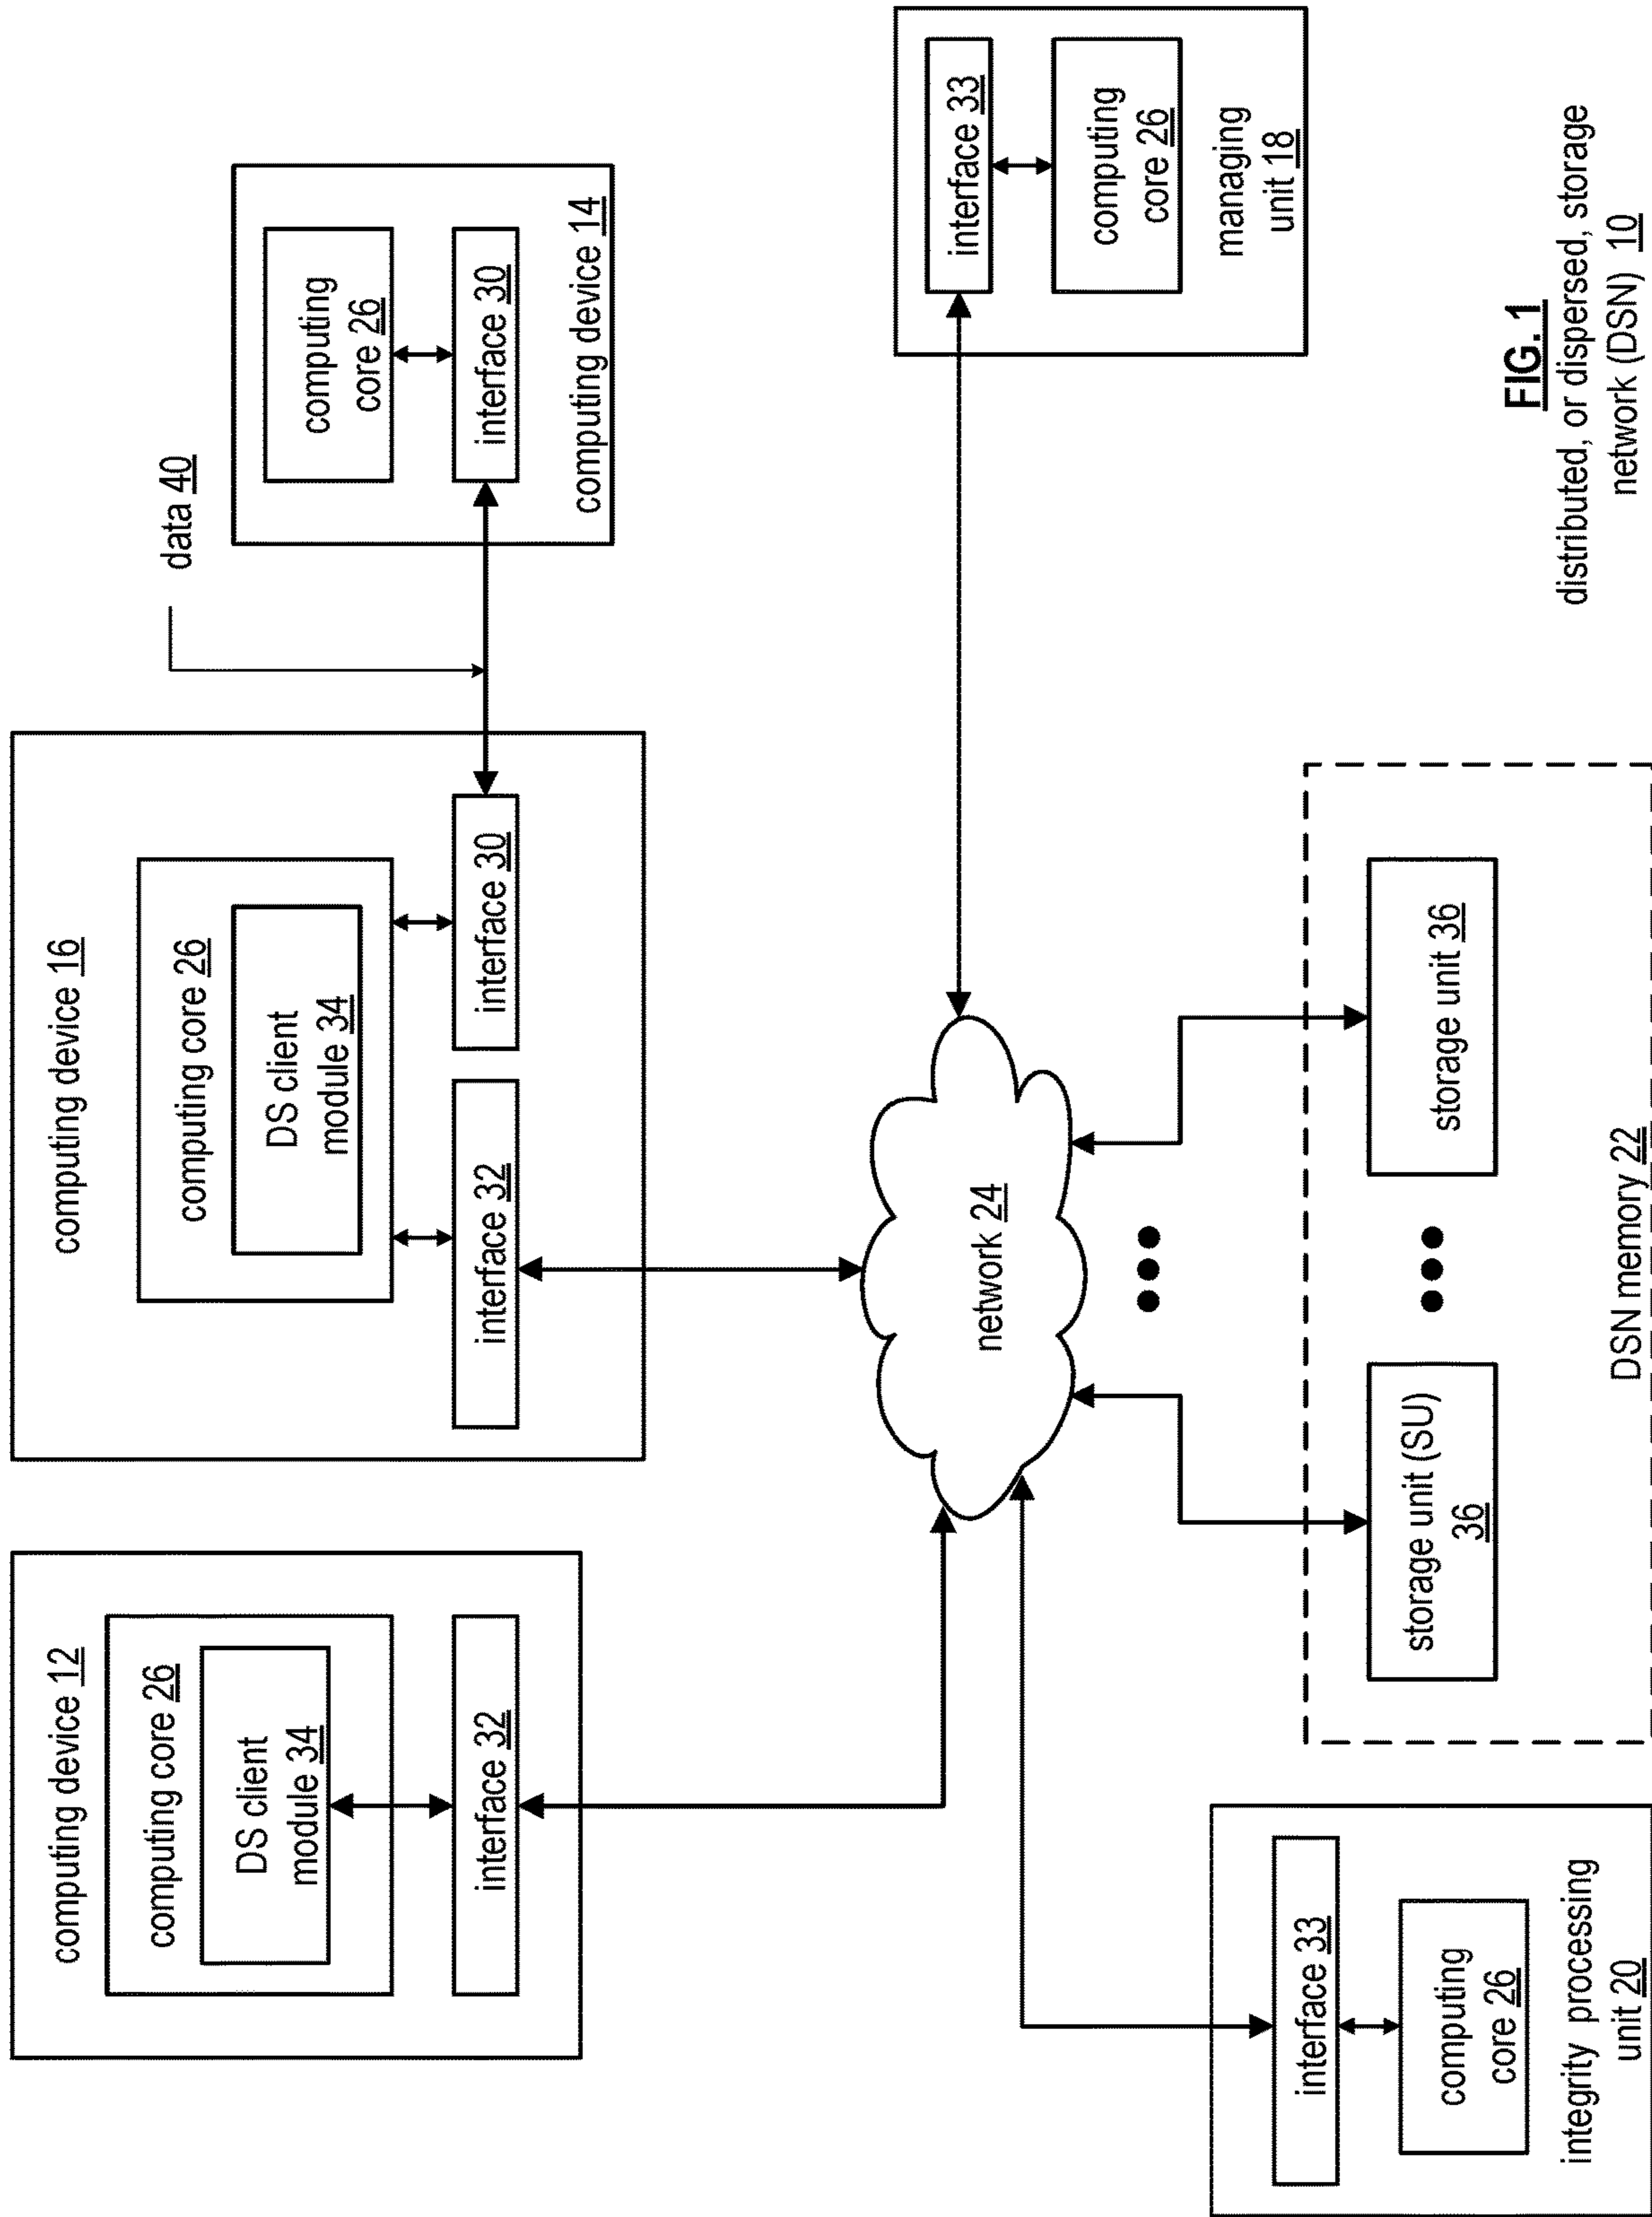 computing device 12
computing core 26
DS client
module 34
interface 32
computing device 16
computing core 26
DS client
module 34
interface 32
interface 30
data 40
computing
core 26
interface 30
computing device 14
network 24
interface 33
computing
core 26
managing
unit 18
interface 33
computing
core 26
integrity processing
unit 20
storage unit (SU)
36
storage unit 36
DSN memory 22
FIG. 1
distributed, or dispersed, storage
network (DSN) 10